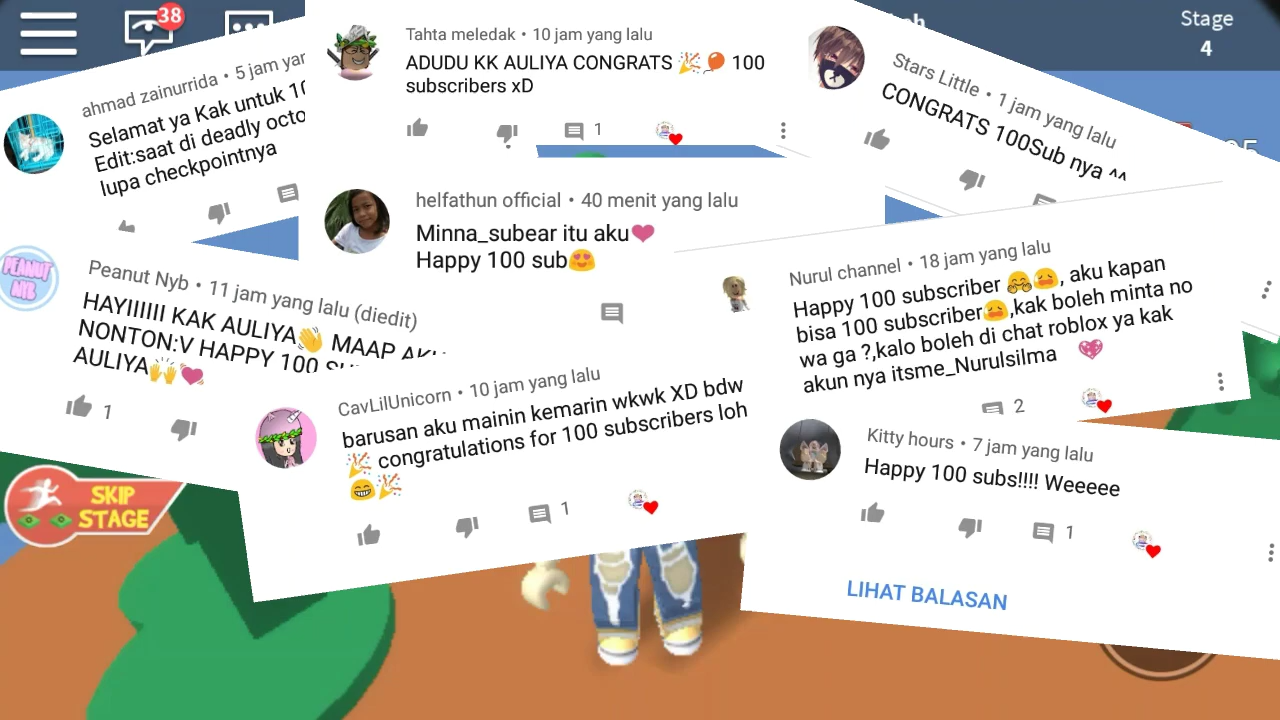 38
Stage
4
ahmad zainurrida • 5 jam yar
Selamat ya Kak untuk 10
Edit:saat di deadly octo
lupa checkpointnya
Tahta meledak • 10 jam yang lalu
ADUDU KK AULIYA CONGRATS 🎉🎈 100
subscribers xD
1
Stars Little • 1 jam yang lalu
CONGRATS 100Sub nya ^^
helfathun official • 40 menit yang lalu
Minna_subear itu aku💗
Happy 100 sub😍
PEANUT
NYB
Peanut Nyb • 11 jam yang lalu (diedit)
HAYIIIIII KAK AULIYA👋 MAAP AKU
NONTON:V HAPPY 100
AULIYA🙌💘
1
Nurul channel • 18 jam yang lalu
Happy 100 subscriber 🤗😩, aku kapan
bisa 100 subscriber😩,kak boleh minta no
wa ga ?,kalo boleh di chat roblox ya kak
akun nya itsme_Nurulsilma 💖
2
CavLilUnicorn • 10 jam yang lalu
barusan aku mainin kemarin wkwk XD bdw
🎉 congratulations for 100 subscribers loh
😁🎉
1
Kitty hours • 7 jam yang lalu
Happy 100 subs!!!! Weeeee
1
LIHAT BALASAN
SKIP
STAGE